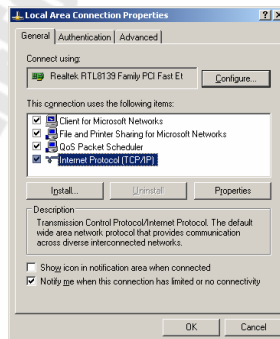 Local Area Connection Properties
General Authentication Advanced
Connect using:
Realtek RTL8139 Family PCI Fast Et
Configure...
This connection uses the following items:
Client for Microsoft Networks
File and Printer Sharing for Microsoft Networks
QoS Packet Scheduler
Internet Protocol (TCP/IP)
Install... Uninstall Properties
Description
Transmission Control Protocol/Internet Protocol. The default
wide area network protocol that provides communication
across diverse interconnected networks.
Show icon in notification area when connected
Notify me when this connection has limited or no connectivity
OK Cancel